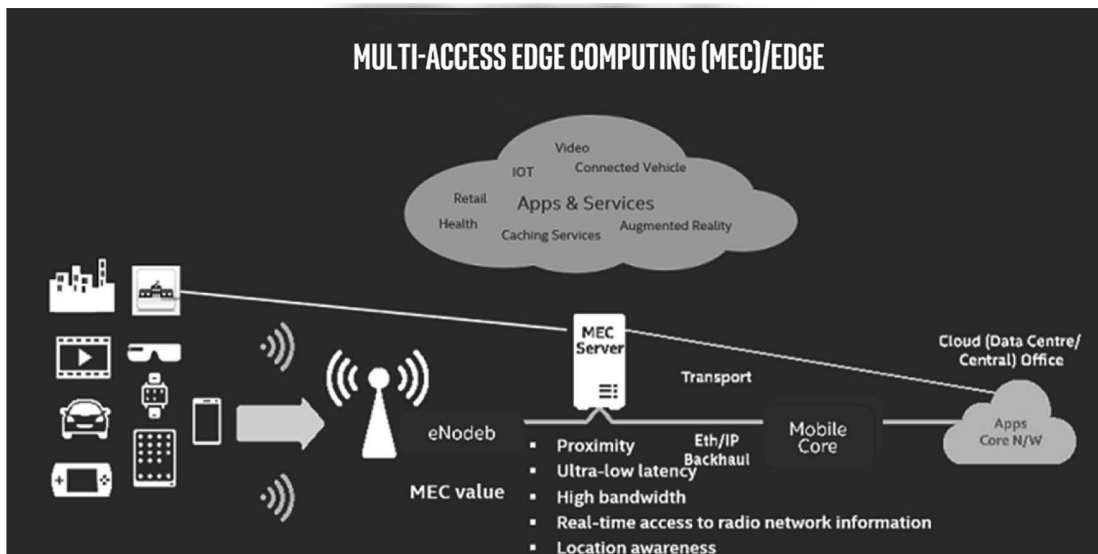 MULTI-ACCESS EDGE COMPUTING (MEC)/EDGE
Video
IOT
Connected Vehicle
Retail
Apps & Services
Health
Caching Services
Augmented Reality
MEC
Server
Cloud (Data Centre/
Central) Office
Transport
Apps
Core N/W
eNodeb
Eth/IP
Backhaul
Mobile
Core
MEC value
▪ Proximity
▪ Ultra-low latency
▪ High bandwidth
▪ Real-time access to radio network information
▪ Location awareness